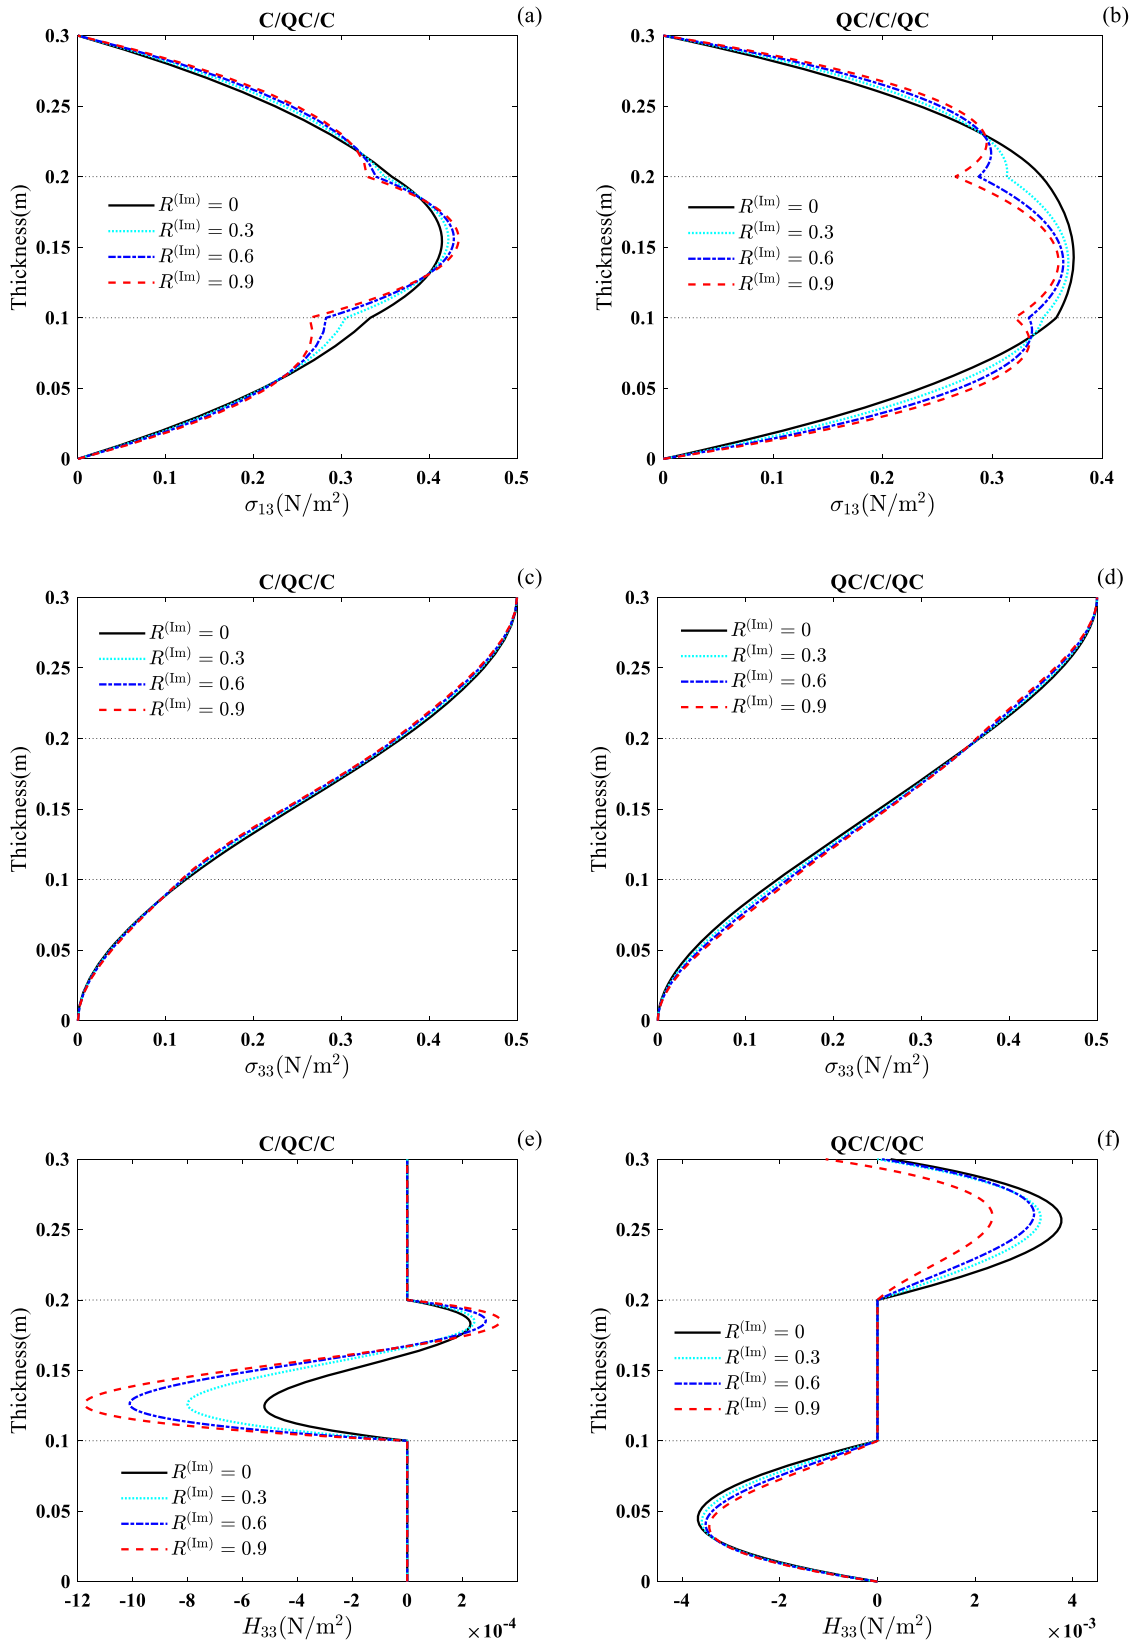 C/QC/C (a)
0.3
0.25
0.2
0.15
0.1
0.05
0
Thickness(m)
R^(Im) = 0
R^(Im) = 0.3
R^(Im) = 0.6
R^(Im) = 0.9
0 0.1 0.2 0.3 0.4 0.5
σ13(N/m²)
QC/C/QC (b)
0.3
0.25
0.2
0.15
0.1
0.05
0
Thickness(m)
R^(Im) = 0
R^(Im) = 0.3
R^(Im) = 0.6
R^(Im) = 0.9
0 0.1 0.2 0.3 0.4
σ13(N/m²)
C/QC/C (c)
0.3
0.25
0.2
0.15
0.1
0.05
0
Thickness(m)
R^(Im) = 0
R^(Im) = 0.3
R^(Im) = 0.6
R^(Im) = 0.9
0 0.1 0.2 0.3 0.4 0.5
σ33(N/m²)
QC/C/QC (d)
0.3
0.25
0.2
0.15
0.1
0.05
0
Thickness(m)
R^(Im) = 0
R^(Im) = 0.3
R^(Im) = 0.6
R^(Im) = 0.9
0 0.1 0.2 0.3 0.4 0.5
σ33(N/m²)
C/QC/C (e)
0.3
0.25
0.2
0.15
0.1
0.05
0
Thickness(m)
R^(Im) = 0
R^(Im) = 0.3
R^(Im) = 0.6
R^(Im) = 0.9
-12 -10 -8 -6 -4 -2 0 2
H33(N/m²) ×10⁻⁴
QC/C/QC (f)
0.3
0.25
0.2
0.15
0.1
0.05
0
Thickness(m)
R^(Im) = 0
R^(Im) = 0.3
R^(Im) = 0.6
R^(Im) = 0.9
-4 -2 0 2 4
H33(N/m²) ×10⁻³